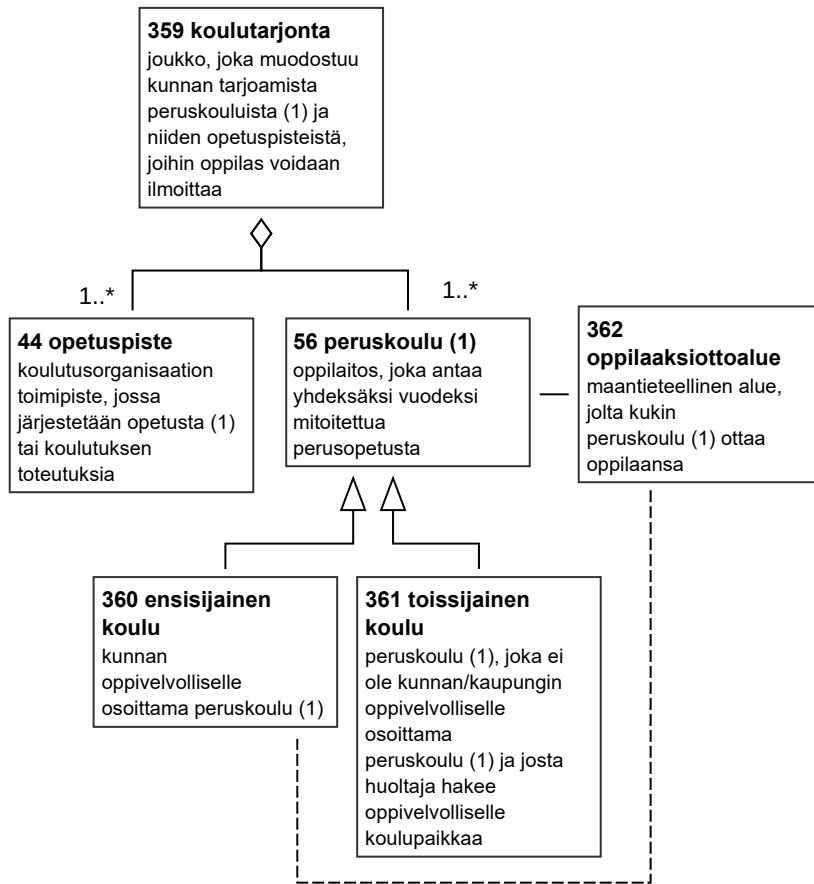 359 koulutarjonta
joukko, joka muodostuu
kunnan tarjoamista
peruskouluista (1) ja
niiden opetuspisteistä,
joihin oppilas voidaan
ilmoittaa
1..*
1..*
44 opetuspiste
koulutusorganisaation
toimipiste, jossa
järjestetään opetusta (1)
tai koulutuksen
toteutuksia
56 peruskoulu (1)
oppilaitos, joka antaa
yhdeksäksi vuodeksi
mitoitettua
perusopetusta
362
oppilaaksiottoalue
maantieteellinen alue,
jolta kukin
peruskoulu (1) ottaa
oppilaansa
360 ensisijainen
koulu
kunnan
oppivelvolliselle
osoittama peruskoulu (1)
361 toissijainen
koulu
peruskoulu (1), joka ei
ole kunnan/kaupungin
oppivelvolliselle
osoittama
peruskoulu (1) ja josta
huoltaja hakee
oppivelvolliselle
koulupaikkaa